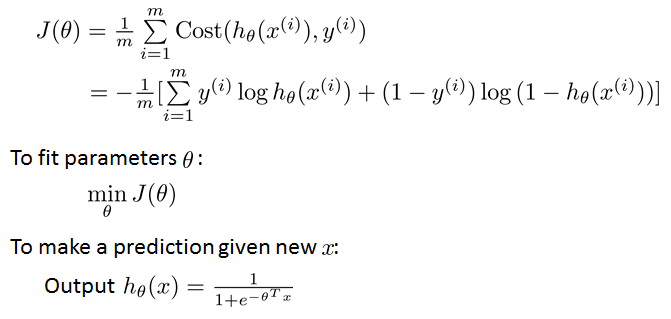 J(θ) = 1/m ∑_{i=1}^{m} Cost(h_θ(x^{(i)}), y^{(i)})
= −1/m [∑_{i=1}^{m} y^{(i)} log h_θ(x^{(i)}) + (1 − y^{(i)}) log (1 − h_θ(x^{(i)}))]
To fit parameters θ:
min_θ J(θ)
To make a prediction given new x:
Output h_θ(x) = 1/(1+e^{−θ^T x})